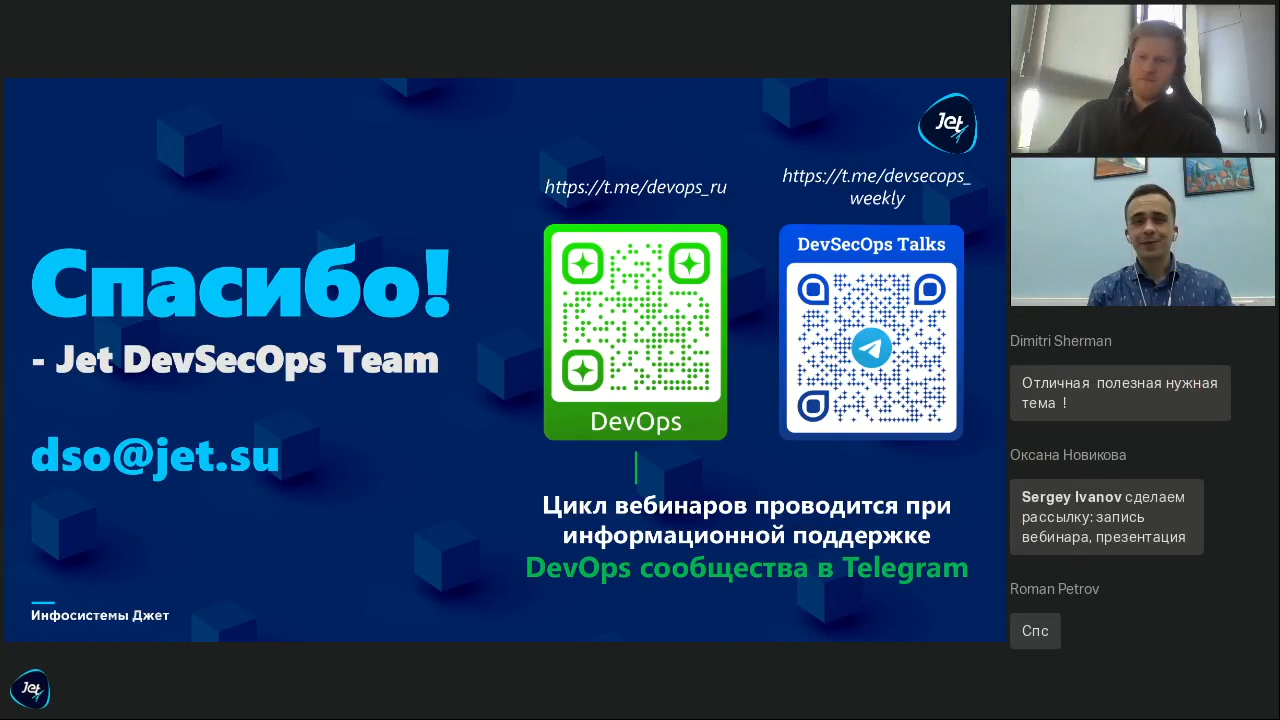 Jet
https://t.me/devops_ru
https://t.me/devsecops_
weekly
DevSecOps Talks
Спасибо!
- Jet DevSecOps Team
dso@jet.su
DevOps
Цикл вебинаров проводится при
информационной поддержке
DevOps сообщества в Telegram
Инфосистемы Джет
Jet
Dimitri Sherman
Отличная полезная нужная
тема !
Оксана Новикова
Sergey Ivanov сделаем
рассылку: запись
вебинара, презентация
Roman Petrov
Спс